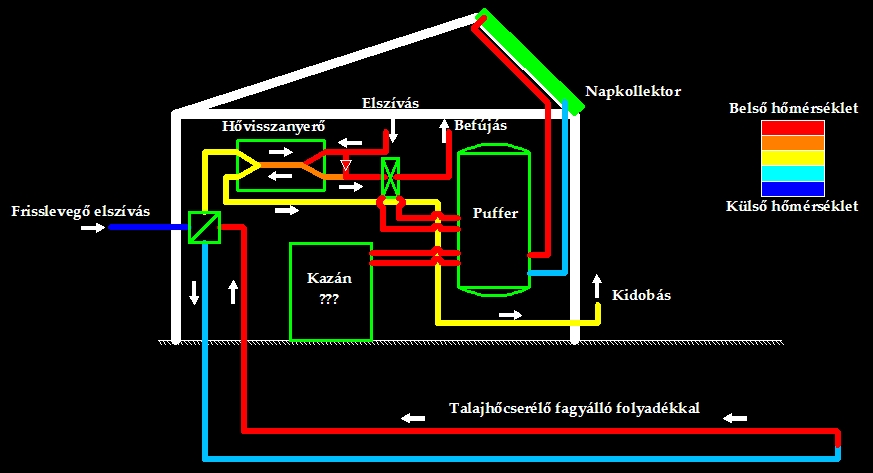 Napkollektor
Elszívás
Belső hőmérséklet
Hővisszanyerő
Befújás
Külső hőmérséklet
Frisslevegő elszívás
Puffer
Kazán
???
Kidobás
Talajhőcserélő fagyálló folyadékkal